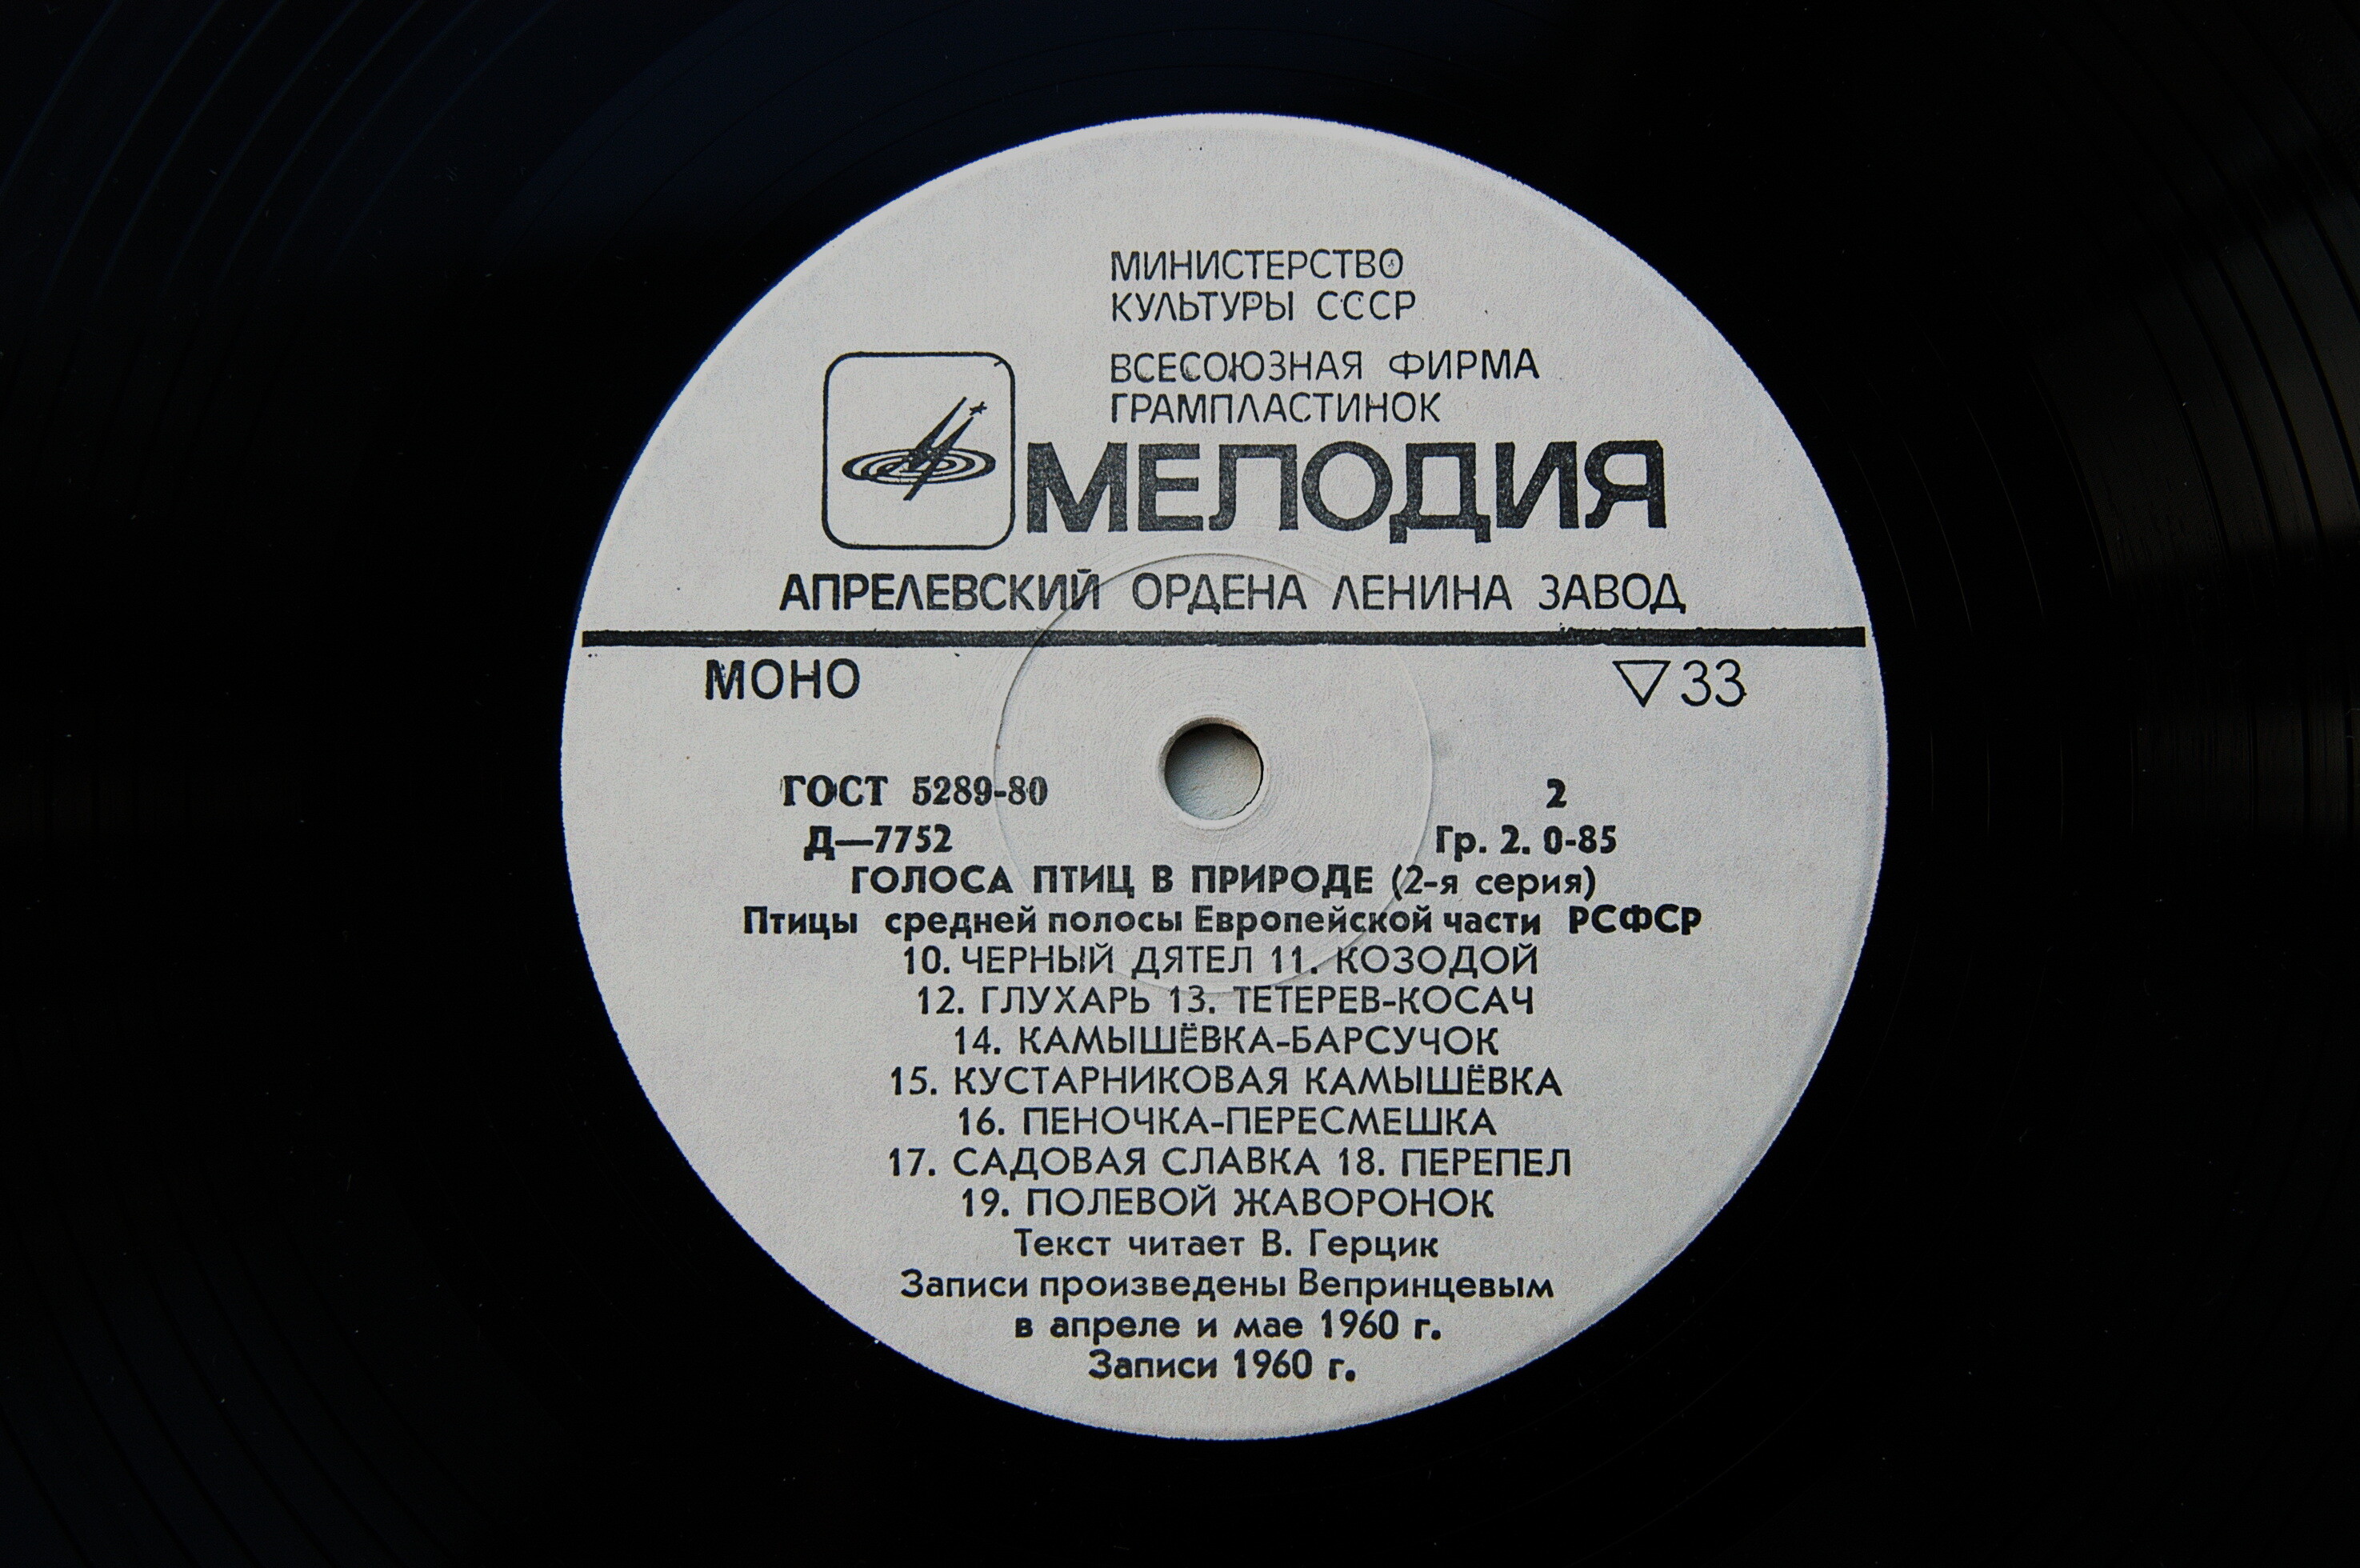 МИНИСТЕРСТВО
КУЛЬТУРЫ СССР
ВСЕСОЮЗНАЯ ФИРМА
ГРАМПЛАСТИНОК
МЕЛОДИЯ
АПРЕЛЕВСКИЙ ОРДЕНА ЛЕНИНА ЗАВОД
МОНО ▽33
ГОСТ 5289-80 2
Д—7752 Гр. 2. 0-85
ГОЛОСА ПТИЦ В ПРИРОДЕ (2-я серия)
Птицы средней полосы Европейской части РСФСР
10. ЧЕРНЫЙ ДЯТЕЛ 11. КОЗОДОЙ
12. ГЛУХАРЬ 13. ТЕТЕРЕВ-КОСАЧ
14. КАМЫШЁВКА-БАРСУЧОК
15. КУСТАРНИКОВАЯ КАМЫШЁВКА
16. ПЕНОЧКА-ПЕРЕСМЕШКА
17. САДОВАЯ СЛАВКА 18. ПЕРЕПЕЛ
19. ПОЛЕВОЙ ЖАВОРОНОК
Текст читает В. Герцик
Записи произведены Вепринцевым
в апреле и мае 1960 г.
Записи 1960 г.